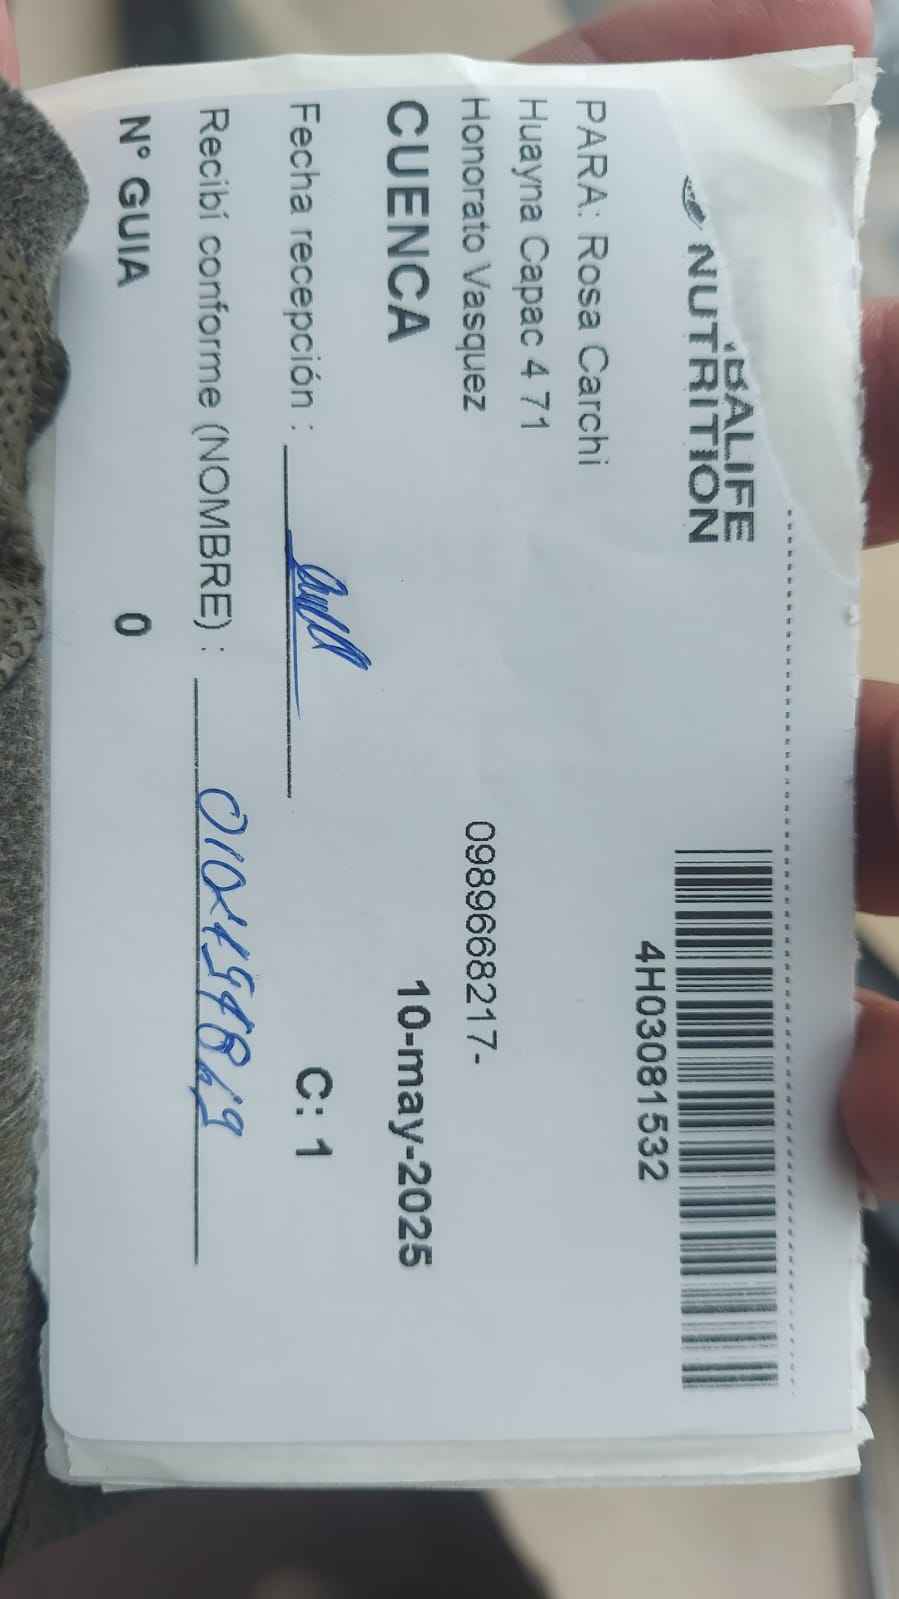 BALIFE
NUTRITION
4H03081532
PARA: Rosa Carchi
Huayna Capac 4 71
Honorato Vasquez
0989668217-
CUENCA
10-may-2025
Fecha recepción :
C: 1
Recibí conforme (NOMBRE) :
N° GUIA 0